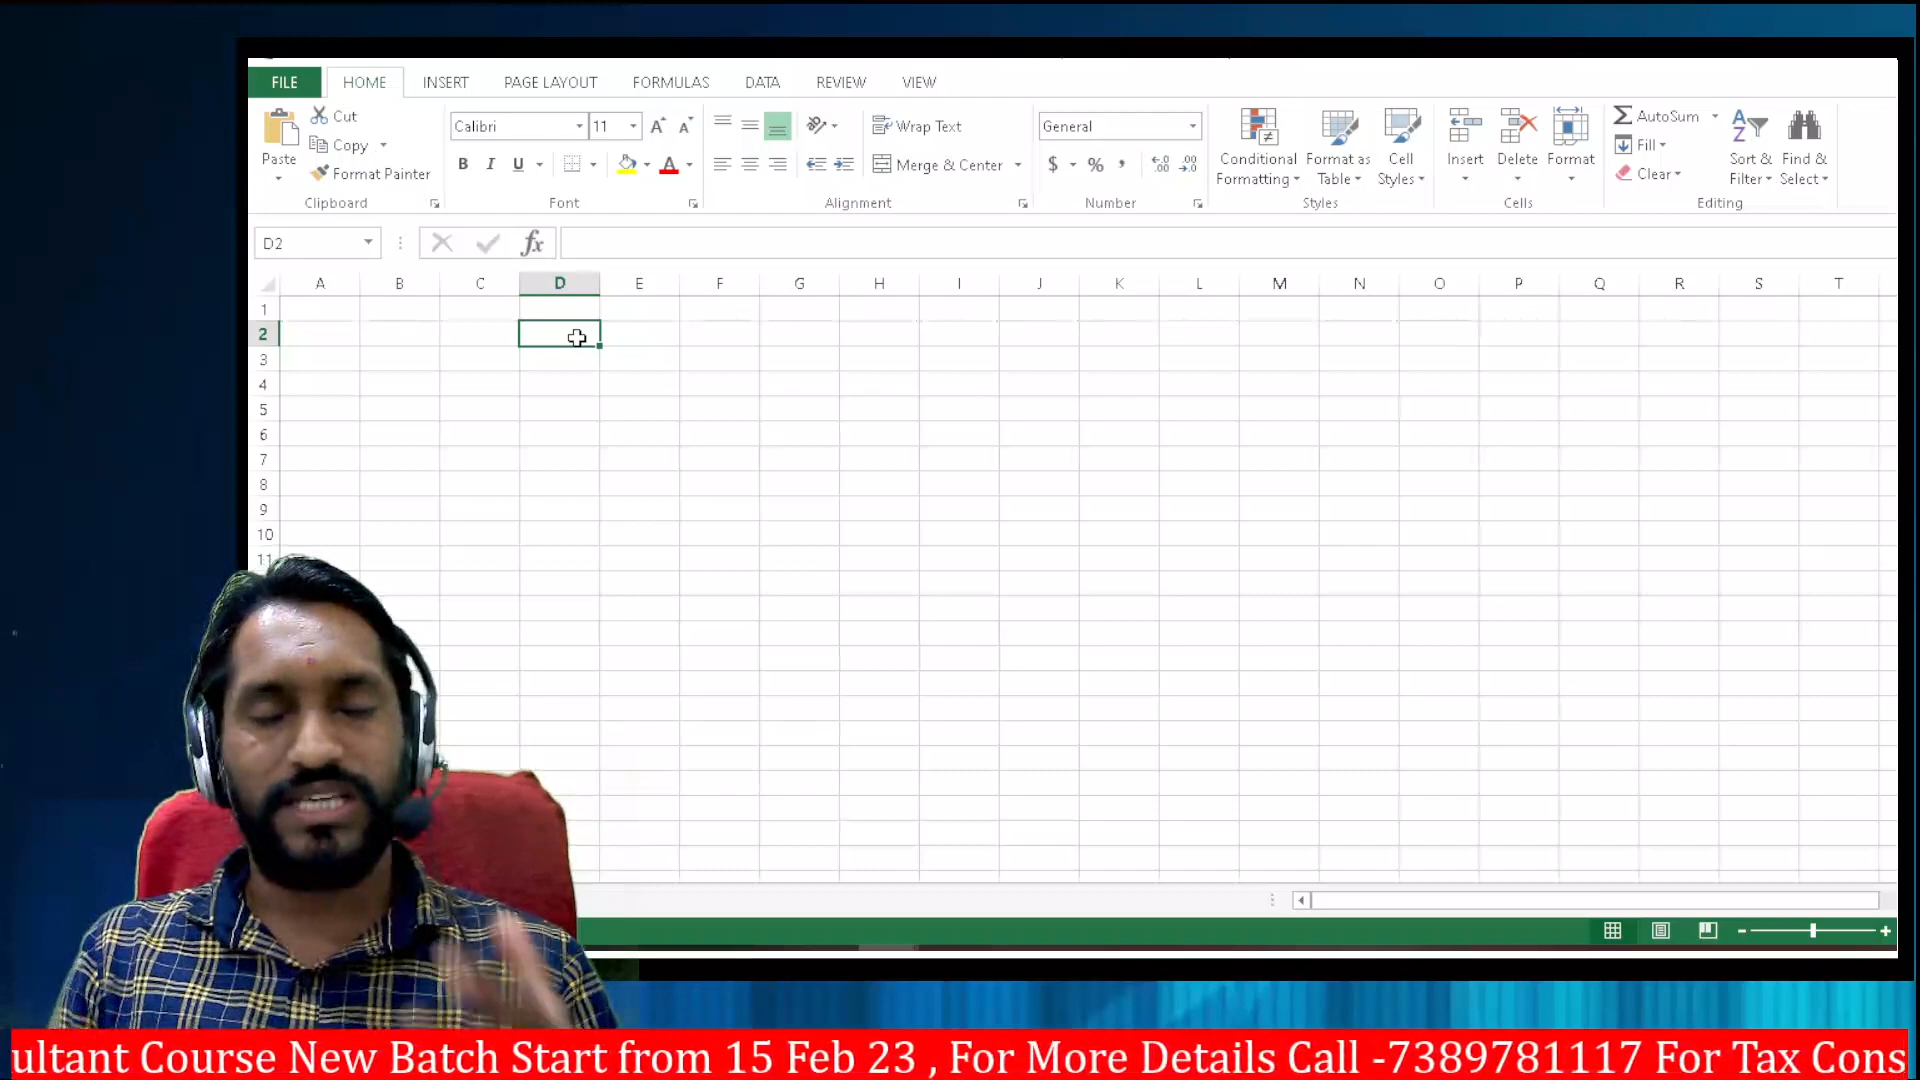 FILE HOME INSERT PAGE LAYOUT FORMULAS DATA REVIEW VIEW
Paste
Cut
Copy
Format Painter
Clipboard
Calibri 11
B I U A
Font
Wrap Text
Merge & Center
Alignment
General
$ % ,
Number
Conditional Formatting
Format as Table
Cell Styles
Styles
Insert Delete Format
Cells
AutoSum
Fill
Clear
Sort & Filter
Find & Select
Editing
D2 fx
A B C D E F G H I J K L M N O P Q R S T
1
2
3
4
5
6
7
8
9
10
11
ultant Course New Batch Start from 15 Feb 23 , For More Details Call -7389781117 For Tax Cons